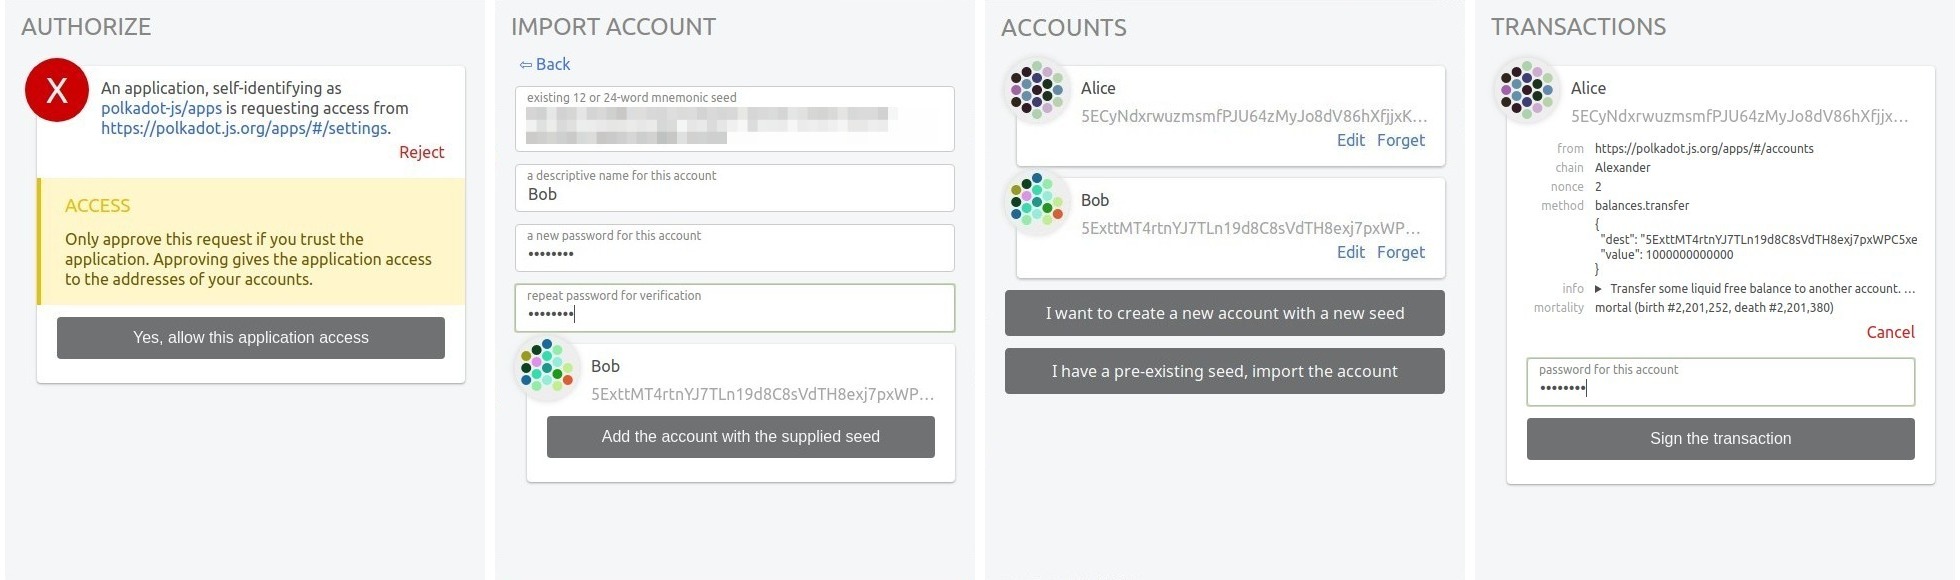 AUTHORIZE
X
An application, self-identifying as
polkadot-js/apps is requesting access from
https://polkadot.js.org/apps/#/settings.
Reject
ACCESS
Only approve this request if you trust the
application. Approving gives the application access
to the addresses of your accounts.
Yes, allow this application access
IMPORT ACCOUNT
⇦ Back
existing 12 or 24-word mnemonic seed
a descriptive name for this account
Bob
a new password for this account
••••••••
repeat password for verification
••••••••
Bob
5ExttMT4rtnYJ7TLn19d8C8sVdTH8exj7pxWP…
Add the account with the supplied seed
ACCOUNTS
Alice
5ECyNdxrwuzmsmfPJU64zMyJo8dV86hXfjjxK…
Edit Forget
Bob
5ExttMT4rtnYJ7TLn19d8C8sVdTH8exj7pxWP…
Edit Forget
I want to create a new account with a new seed
I have a pre-existing seed, import the account
TRANSACTIONS
Alice
5ECyNdxrwuzmsmfPJU64zMyJo8dV86hXfjjx…
from https://polkadot.js.org/apps/#/accounts
chain Alexander
nonce 2
method balances.transfer
{
"dest": "5ExttMT4rtnYJ7TLn19d8C8sVdTH8exj7pxWPC5xe
"value": 1000000000000
}
info ▶ Transfer some liquid free balance to another account. …
mortality mortal (birth #2,201,252, death #2,201,380)
Cancel
password for this account
••••••••
Sign the transaction